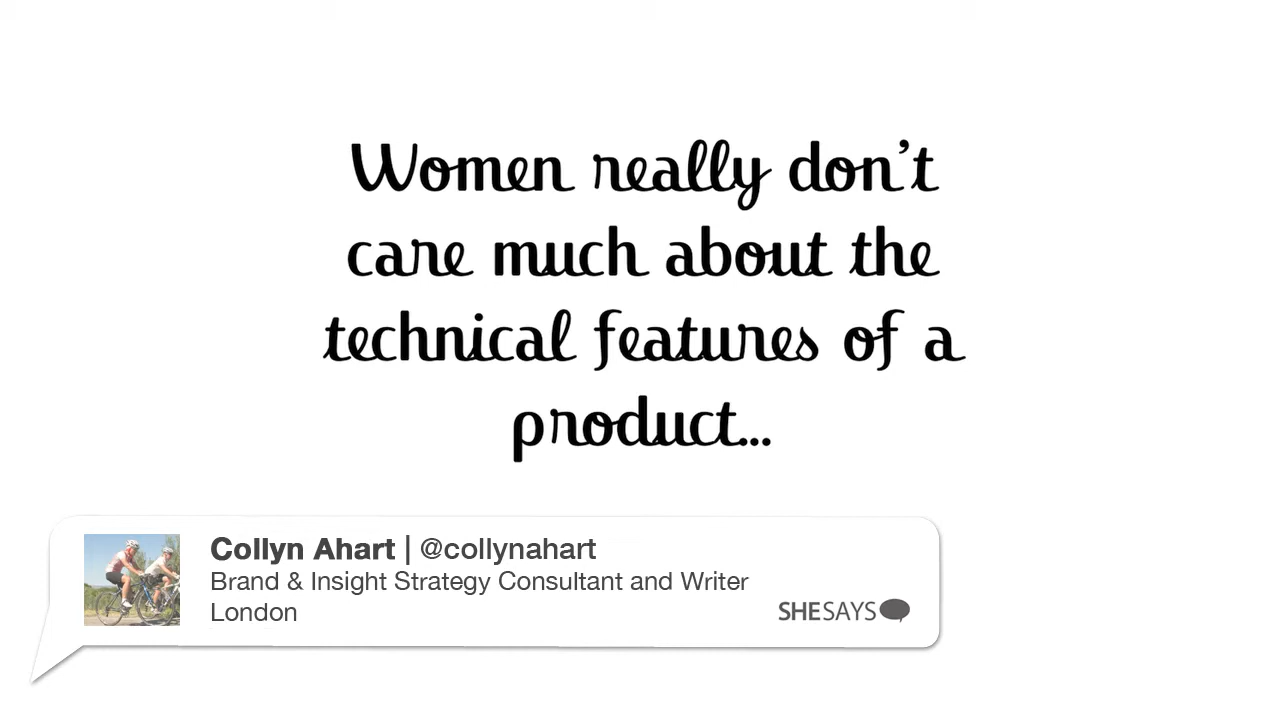 Women really don't
care much about the
technical features of a
product...
Collyn Ahart | @collynahart
Brand & Insight Strategy Consultant and Writer
London
SHESAYS